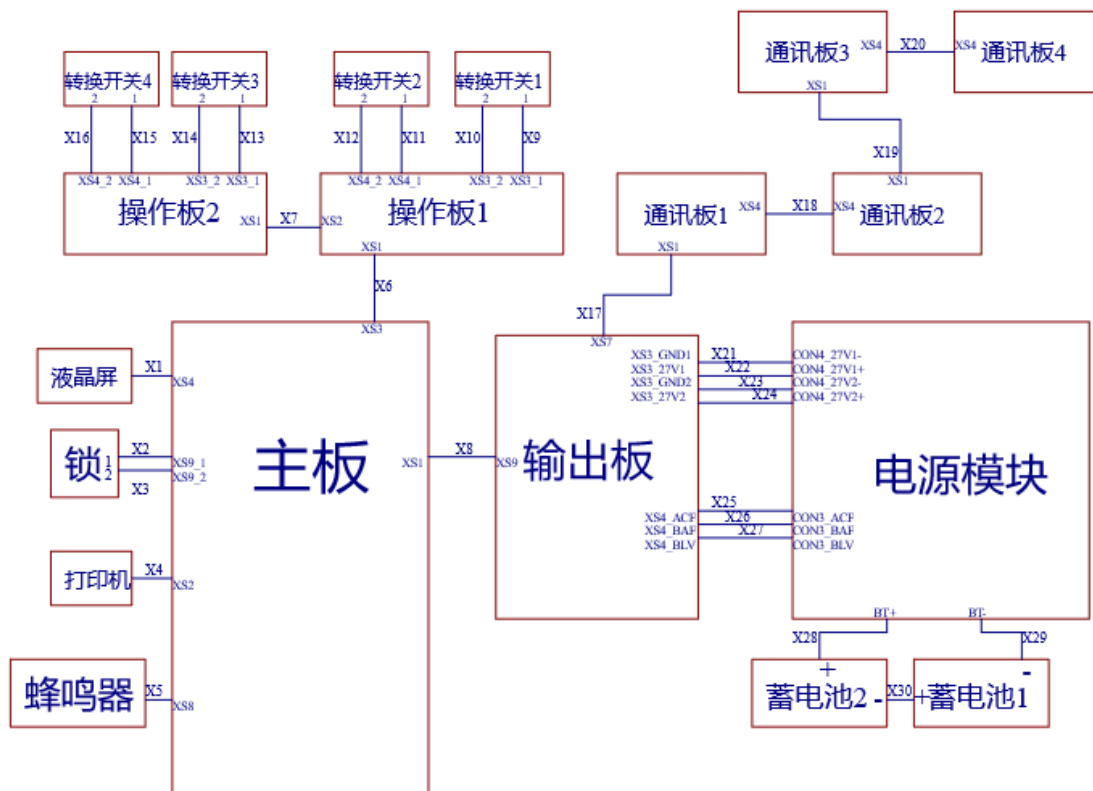 通讯板3
XS4
X20
XS4
通讯板4
XS1
转换开关4
2
1
转换开关3
2
1
转换开关2
2
1
转换开关1
2
1
X16
X15
X14
X13
X12
X11
X10
X9
X19
XS4_2
XS4_1
XS3_2
XS3_1
XS4_2
XS4_1
XS3_2
XS3_1
XS1
操作板2
XS1
X7
XS2
操作板1
XS1
通讯板1
XS4
X18
XS4
通讯板2
XS1
X6
X17
XS3
XS7
液晶屏
X1
XS4
XS3_GND1
X21
CON4_27V1-
XS3_27V1
X22
CON4_27V1+
XS3_GND2
X23
CON4_27V2-
XS3_27V2
X24
CON4_27V2+
锁
1
2
X2
X3
XS9_1
XS9_2
主板
XS1
X8
XS9
输出板
电源模块
X25
XS4_ACF
X26
CON3_ACF
XS4_BAF
X27
CON3_BAF
XS4_BLV
CON3_BLV
打印机
X4
XS2
BT+
BT-
X28
X29
蜂鸣器
X5
XS8
+
蓄电池2
-
X30
+
蓄电池1
-